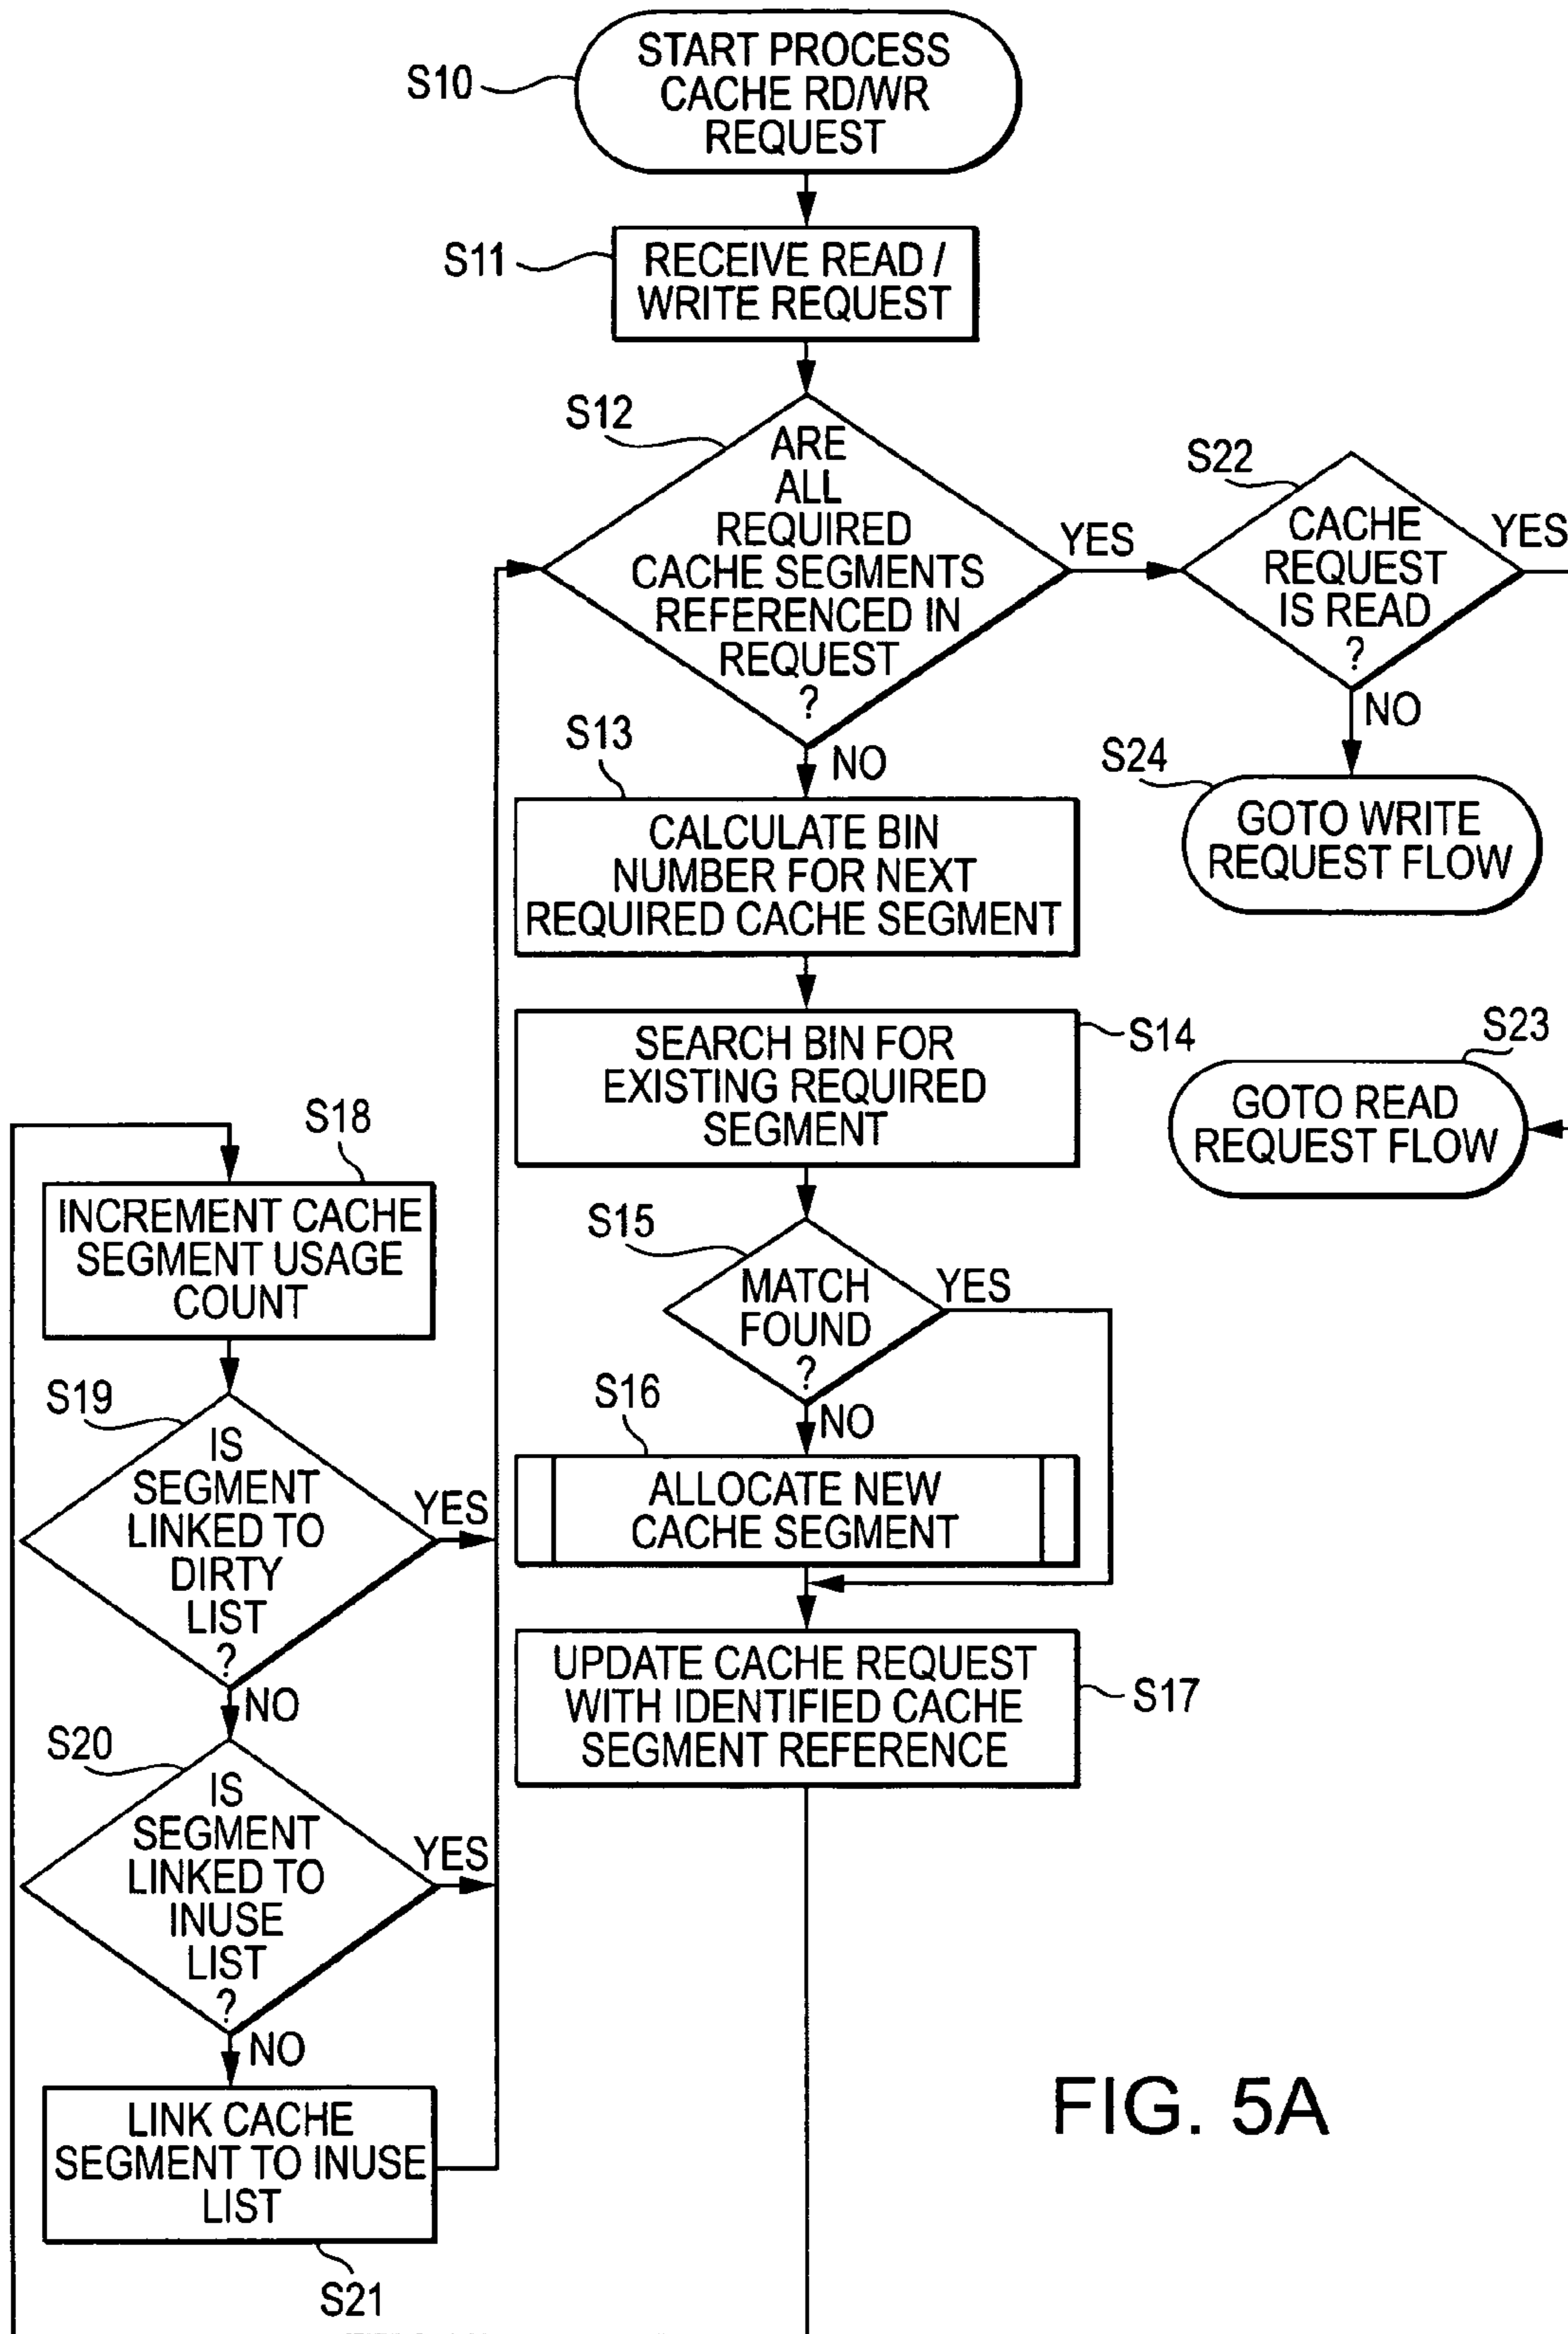 S10
START PROCESS
CACHE RD/WR
REQUEST
S11
RECEIVE READ /
WRITE REQUEST
S12
ARE
ALL
REQUIRED
CACHE SEGMENTS
REFERENCED IN
REQUEST
?
YES
NO
S22
CACHE
REQUEST
IS READ
?
YES
NO
S24
GOTO WRITE
REQUEST FLOW
S13
CALCULATE BIN
NUMBER FOR NEXT
REQUIRED CACHE SEGMENT
S14
SEARCH BIN FOR
EXISTING REQUIRED
SEGMENT
S23
GOTO READ
REQUEST FLOW
S15
MATCH
FOUND
?
YES
NO
S16
ALLOCATE NEW
CACHE SEGMENT
UPDATE CACHE REQUEST
WITH IDENTIFIED CACHE
SEGMENT REFERENCE
S17
S18
INCREMENT CACHE
SEGMENT USAGE
COUNT
S19
IS
SEGMENT
LINKED TO
DIRTY
LIST
?
YES
NO
S20
IS
SEGMENT
LINKED TO
INUSE
LIST
?
YES
NO
LINK CACHE
SEGMENT TO INUSE
LIST
S21
FIG. 5A